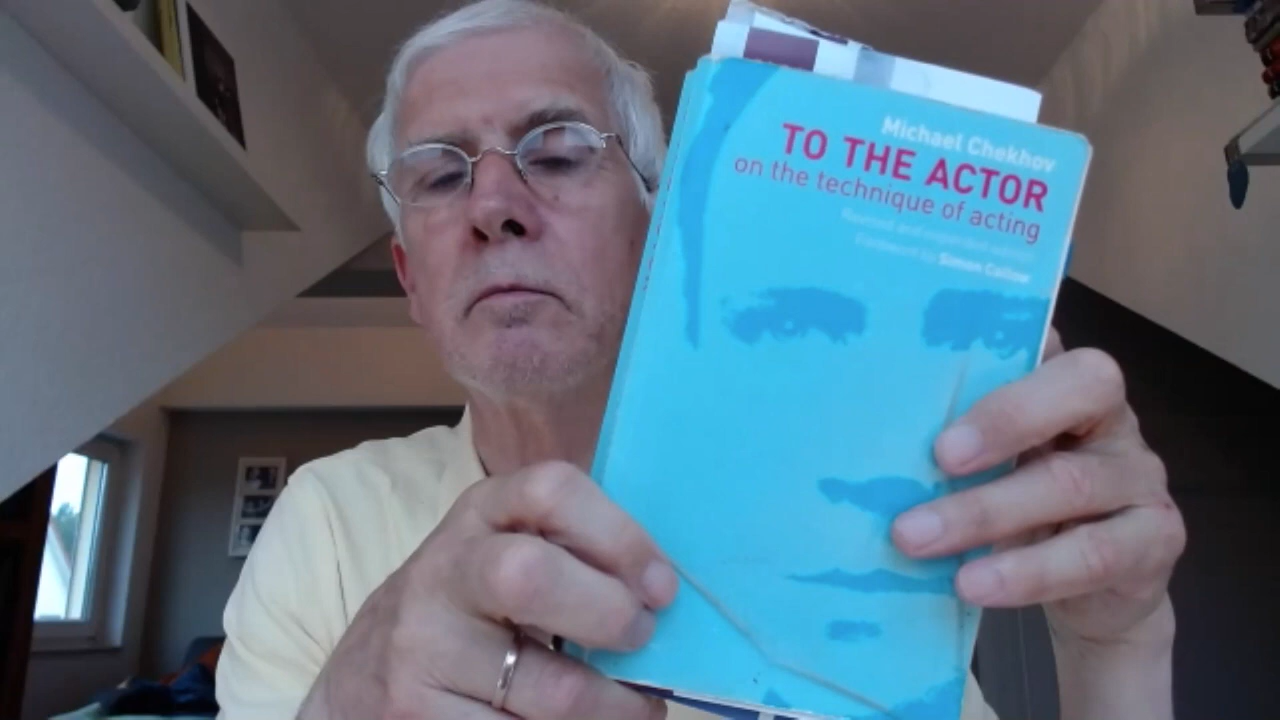 Michael Chekhov
TO THE ACTOR
on the technique of acting
Revised and expanded edition
Foreword by Simon Callow